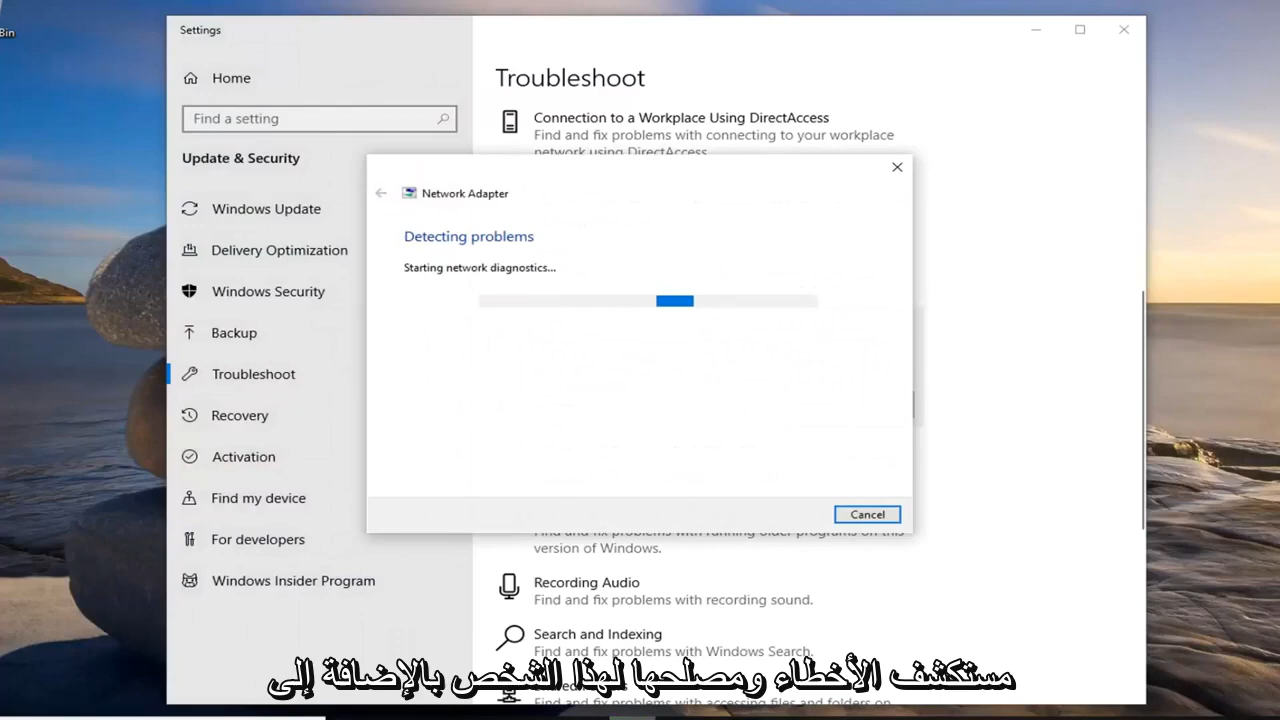 Bin
Settings
Home
Find a setting
Update & Security
Windows Update
Delivery Optimization
Windows Security
Backup
Troubleshoot
Recovery
Activation
Find my device
For developers
Windows Insider Program
Troubleshoot
Connection to a Workplace Using DirectAccess
Find and fix problems with connecting to your workplace
network using DirectAccess.
Network Adapter
Detecting problems
Starting network diagnostics...
Cancel
Find and fix problems with running older programs on this
version of Windows.
Recording Audio
Find and fix problems with recording sound.
Search and Indexing
Find and fix problems with Windows Search.
Find and fix problems with accessing files and folders on
مستكشف الأخطاء ومصلحها لهذا الشخص بالإضافة إلى